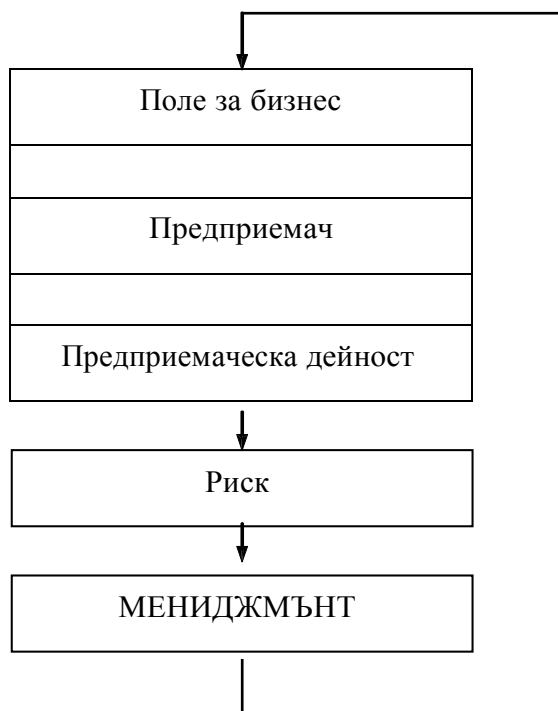 Поле за бизнес
Предприемач
Предприемаческа дейност
Риск
МЕНИДЖМЪНТ